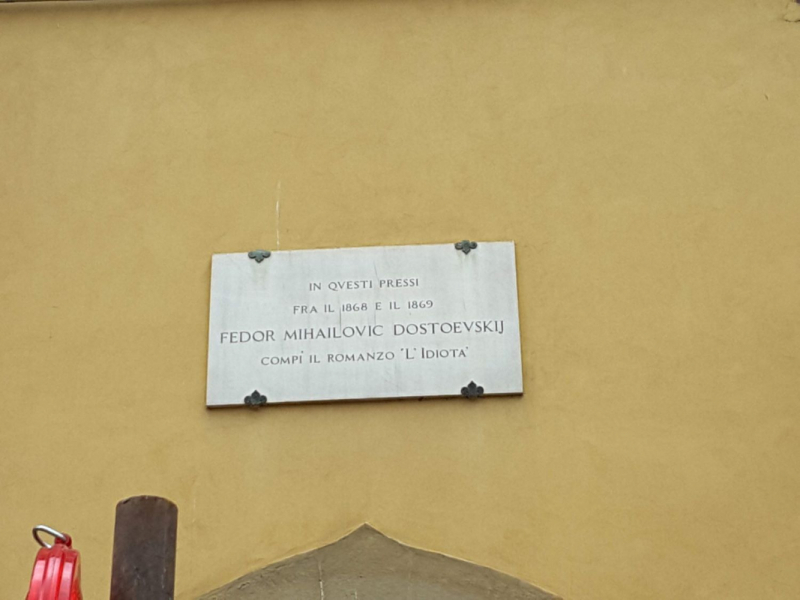 IN QVESTI PRESSI
FRA IL 1868 E IL 1869
FEDOR MIHAILOVIC DOSTOEVSKIJ
COMPÌ IL ROMANZO "L'IDIOTA"